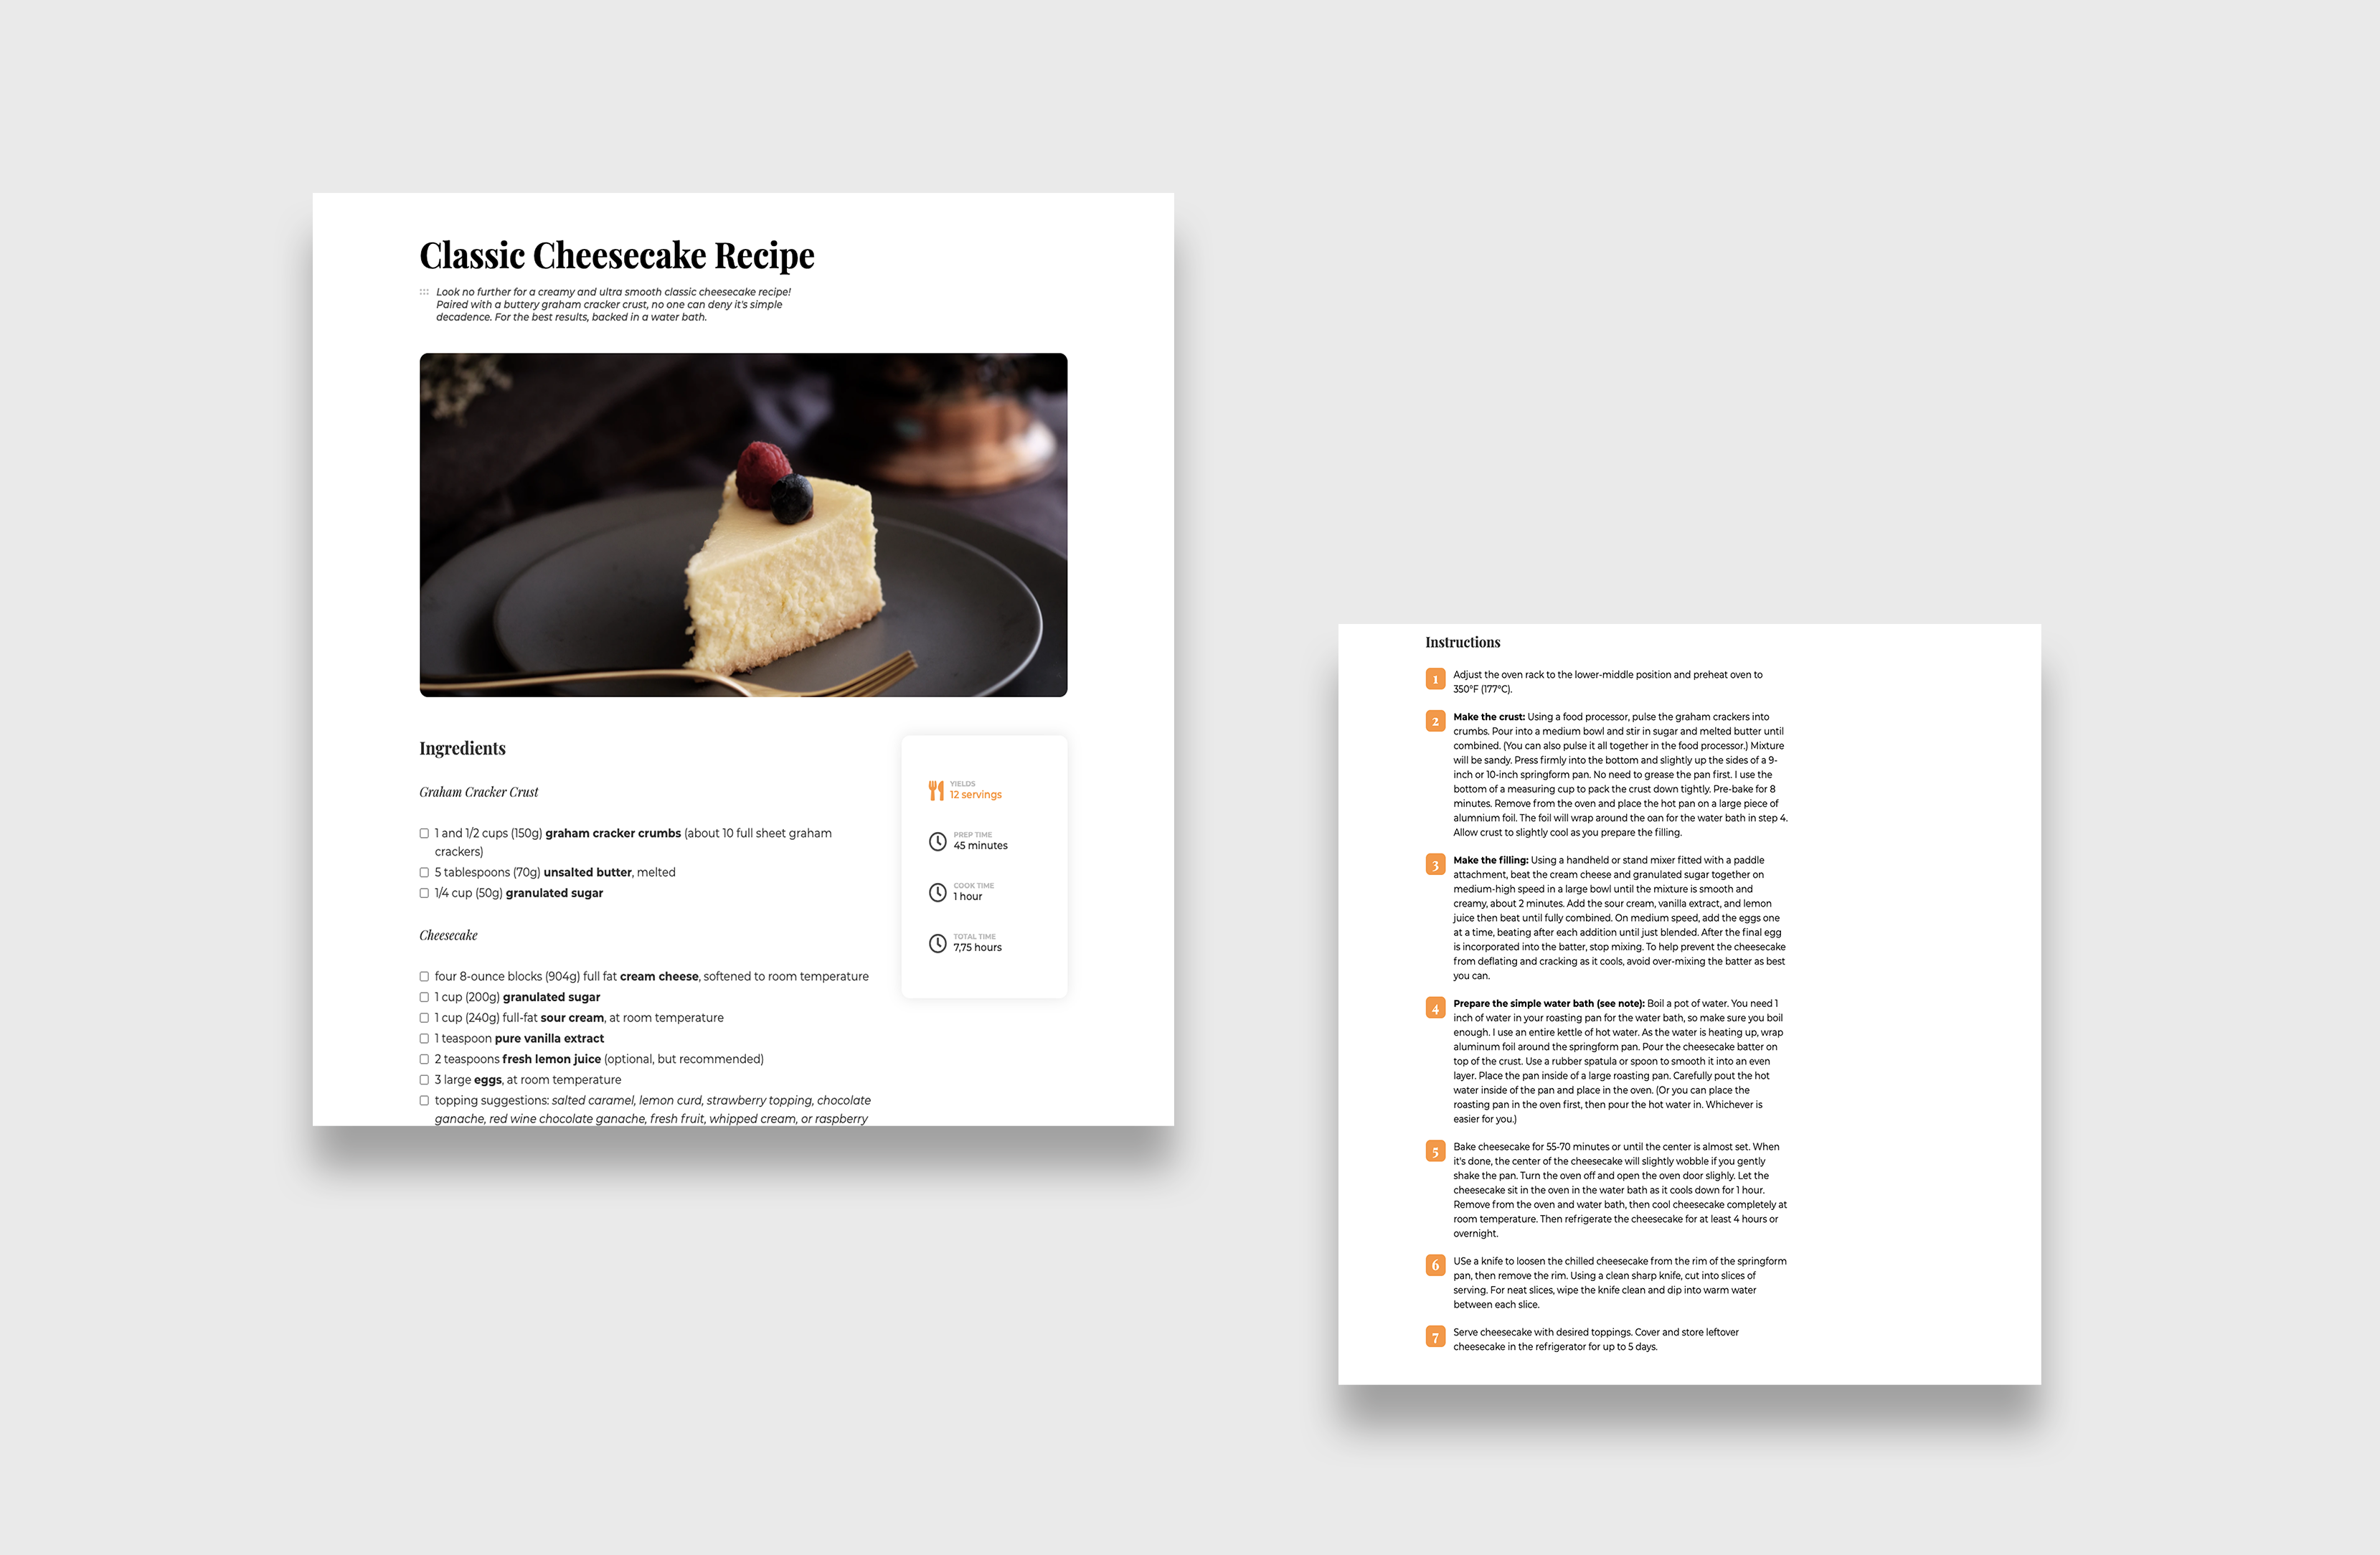 Classic Cheesecake Recipe
Look no further for a creamy and ultra smooth classic cheesecake recipe!
Paired with a buttery graham cracker crust, no one can deny it's simple
decadence. For the best results, backed in a water bath.
Ingredients
Graham Cracker Crust
1 and 1/2 cups (150g) graham cracker crumbs (about 10 full sheet graham
crackers)
5 tablespoons (70g) unsalted butter, melted
1/4 cup (50g) granulated sugar
Cheesecake
four 8-ounce blocks (904g) full fat cream cheese, softened to room temperature
1 cup (200g) granulated sugar
1 cup (240g) full-fat sour cream, at room temperature
1 teaspoon pure vanilla extract
2 teaspoons fresh lemon juice (optional, but recommended)
3 large eggs, at room temperature
topping suggestions: salted caramel, lemon curd, strawberry topping, chocolate
ganache, red wine chocolate ganache, fresh fruit, whipped cream, or raspberry
YIELDS
12 servings
PREP TIME
45 minutes
COOK TIME
1 hour
TOTAL TIME
7,75 hours
Instructions
1 Adjust the oven rack to the lower-middle position and preheat oven to
350°F (177°C).
2 Make the crust: Using a food processor, pulse the graham crackers into
crumbs. Pour into a medium bowl and stir in sugar and melted butter until
combined. (You can also pulse it all together in the food processor.) Mixture
will be sandy. Press firmly into the bottom and slightly up the sides of a 9-
inch or 10-inch springform pan. No need to grease the pan first. I use the
bottom of a measuring cup to pack the crust down tightly. Pre-bake for 8
minutes. Remove from the oven and place the hot pan on a large piece of
alumnium foil. The foil will wrap around the oan for the water bath in step 4.
Allow crust to slightly cool as you prepare the filling.
3 Make the filling: Using a handheld or stand mixer fitted with a paddle
attachment, beat the cream cheese and granulated sugar together on
medium-high speed in a large bowl until the mixture is smooth and
creamy, about 2 minutes. Add the sour cream, vanilla extract, and lemon
juice then beat until fully combined. On medium speed, add the eggs one
at a time, beating after each addition until just blended. After the final egg
is incorporated into the batter, stop mixing. To help prevent the cheesecake
from deflating and cracking as it cools, avoid over-mixing the batter as best
you can.
4 Prepare the simple water bath (see note): Boil a pot of water. You need 1
inch of water in your roasting pan for the water bath, so make sure you boil
enough. I use an entire kettle of hot water. As the water is heating up, wrap
aluminum foil around the springform pan. Pour the cheesecake batter on
top of the crust. Use a rubber spatula or spoon to smooth it into an even
layer. Place the pan inside of a large roasting pan. Carefully pout the hot
water inside of the pan and place in the oven. (Or you can place the
roasting pan in the oven first, then pour the hot water in. Whichever is
easier for you.)
5 Bake cheesecake for 55-70 minutes or until the center is almost set. When
it's done, the center of the cheesecake will slightly wobble if you gently
shake the pan. Turn the oven off and open the oven door slighly. Let the
cheesecake sit in the oven in the water bath as it cools down for 1 hour.
Remove from the oven and water bath, then cool cheesecake completely at
room temperature. Then refrigerate the cheesecake for at least 4 hours or
overnight.
6 USe a knife to loosen the chilled cheesecake from the rim of the springform
pan, then remove the rim. Using a clean sharp knife, cut into slices of
serving. For neat slices, wipe the knife clean and dip into warm water
between each slice.
7 Serve cheesecake with desired toppings. Cover and store leftover
cheesecake in the refrigerator for up to 5 days.